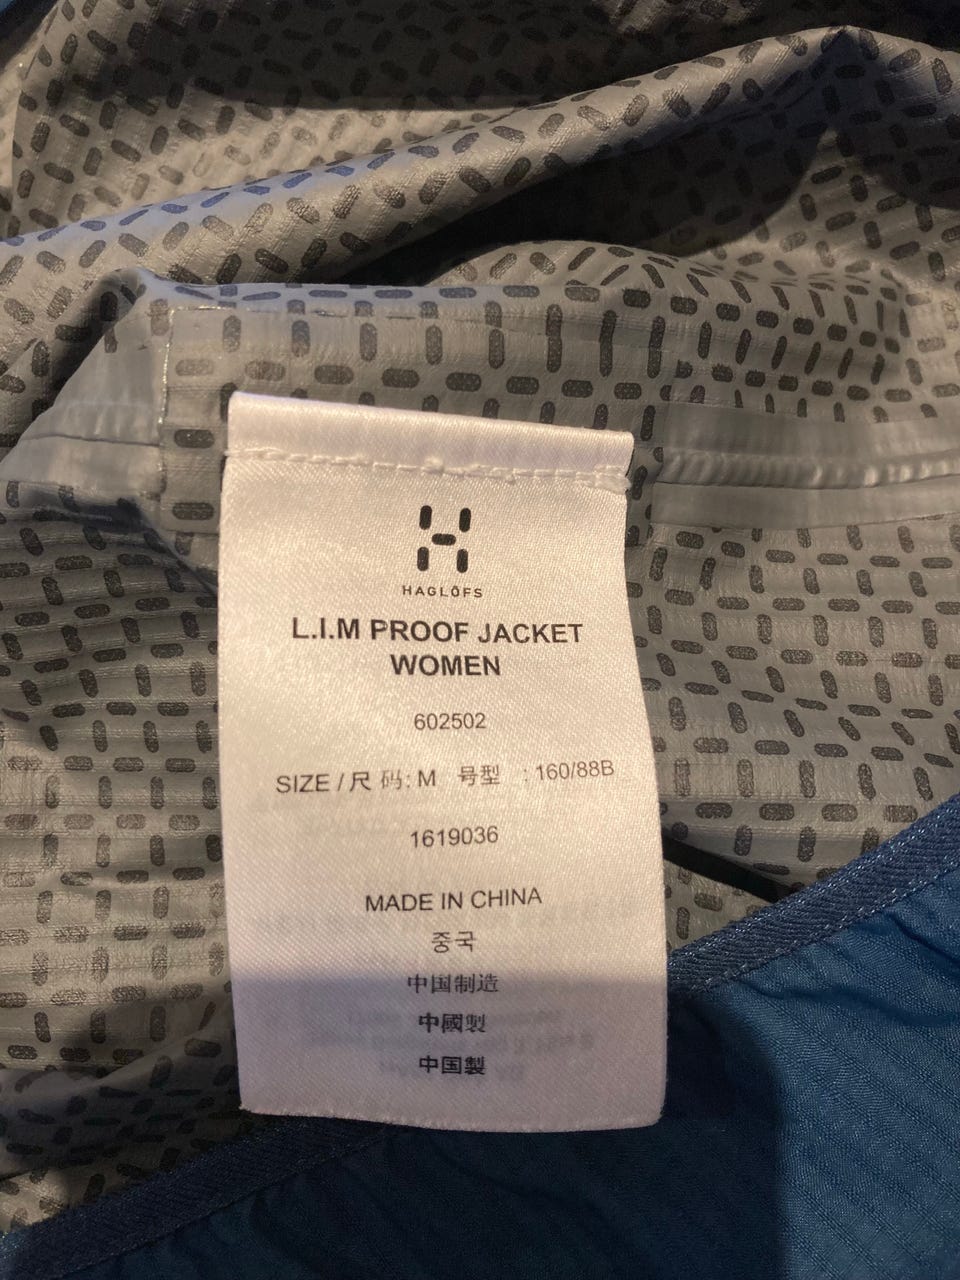 HAGLÖFS
L.I.M PROOF JACKET
WOMEN
602502
SIZE / 尺 码: M 号型 : 160/88B
1619036
MADE IN CHINA
중국
中国制造
中國製
中国製